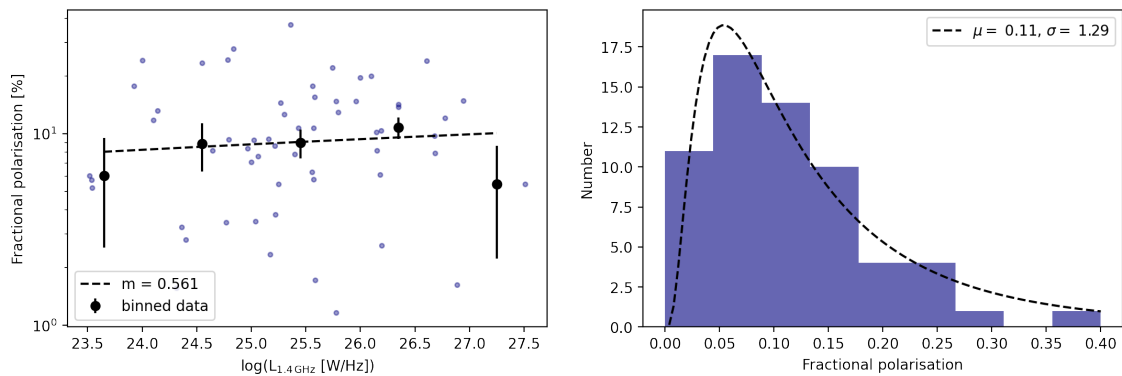 Fractional polarisation [%]
10¹
10⁰
m = 0.561
binned data
23.5 24.0 24.5 25.0 25.5 26.0 26.5 27.0 27.5
log(L₁.₄ GHz [W/Hz])
μ = 0.11, σ = 1.29
Number
17.5
15.0
12.5
10.0
7.5
5.0
2.5
0.0
0.00 0.05 0.10 0.15 0.20 0.25 0.30 0.35 0.40
Fractional polarisation